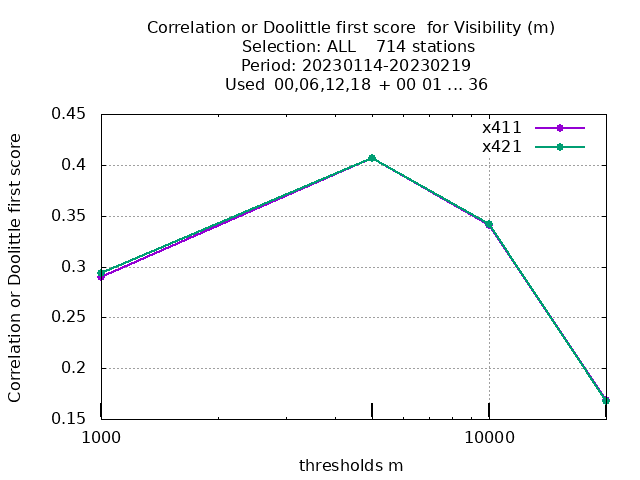 Correlation or Doolittle first score  for Visibility (m)
Selection: ALL    714 stations
Period: 20230114-20230219
Used  00,06,12,18  + 00 01 ... 36
Correlation or Doolittle first score
0.45
0.4
0.35
0.3
0.25
0.2
0.15
x411
x421
1000
10000
thresholds m